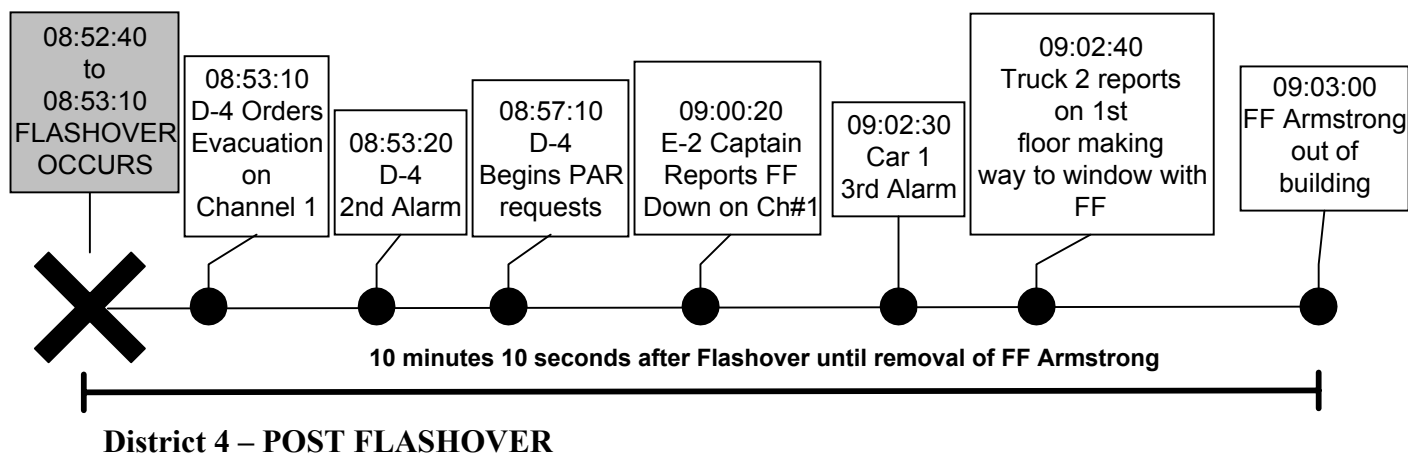 08:52:40
to
08:53:10
FLASHOVER
OCCURS
08:53:10
D-4 Orders
Evacuation
on
Channel 1
08:53:20
D-4
2nd Alarm
08:57:10
D-4
Begins PAR
requests
09:00:20
E-2 Captain
Reports FF
Down on Ch#1
09:02:30
Car 1
3rd Alarm
09:02:40
Truck 2 reports
on 1st
floor making
way to window with
FF
09:03:00
FF Armstrong
out of
building
10 minutes 10 seconds after Flashover until removal of FF Armstrong
District 4 – POST FLASHOVER